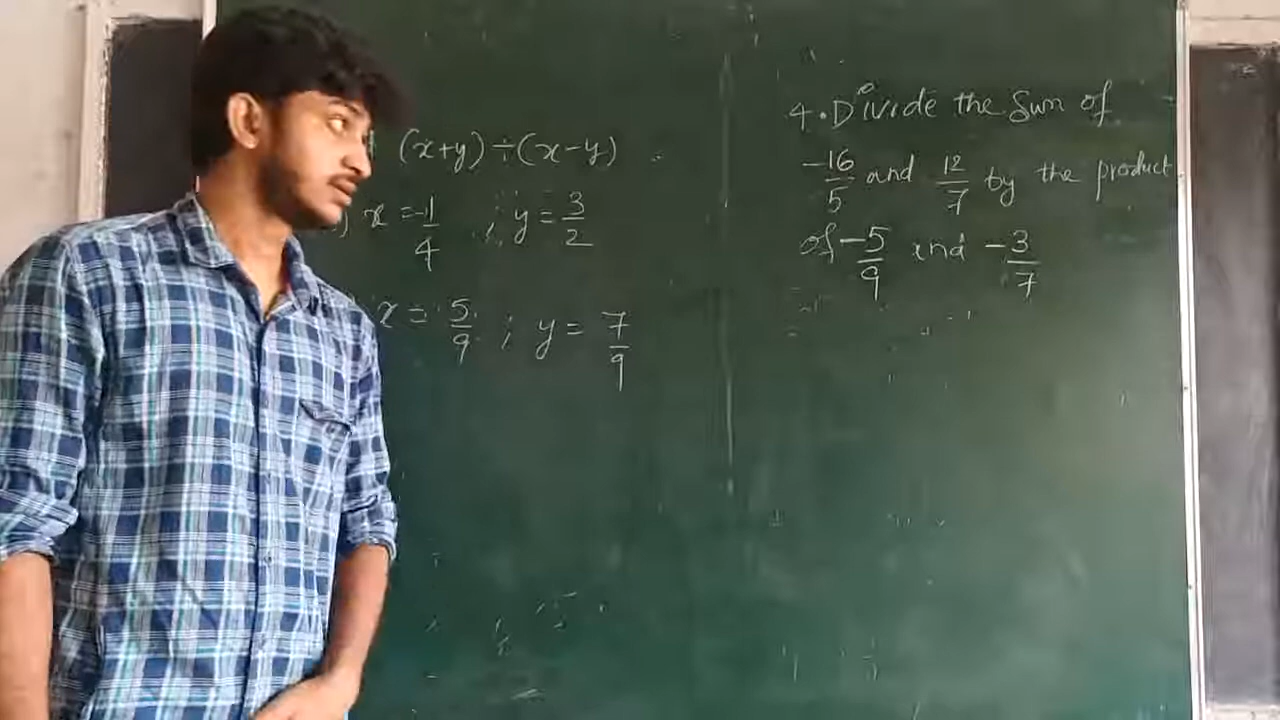 (x+y) ÷ (x-y)
) x = -1/4 ; y = 3/2
x = 5/9 ; y = 7/9
4. Divide the Sum of
-16/5 and 12/7 by the product
of -5/9 and -3/7